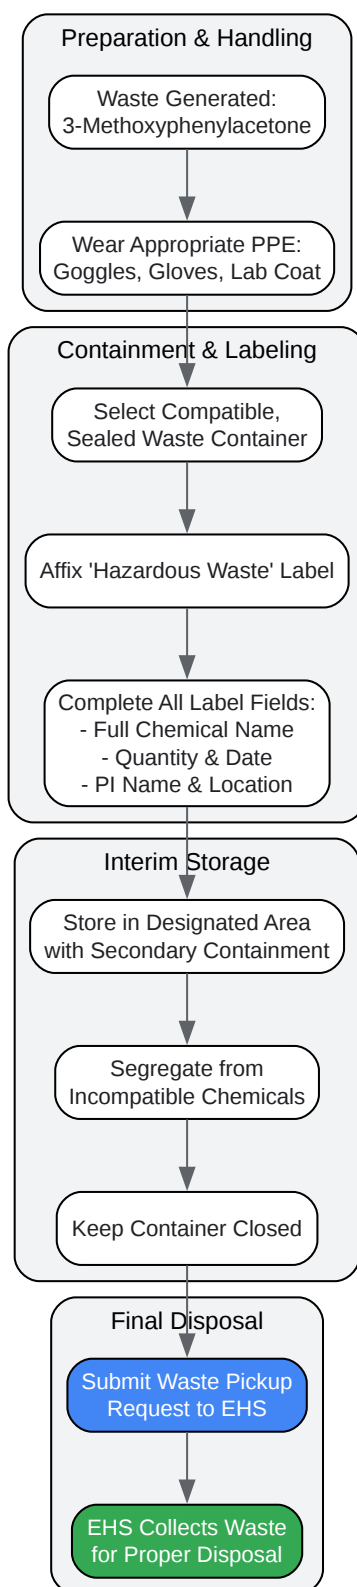 Preparation & Handling
Waste Generated:
3-Methoxyphenylacetone
Wear Appropriate PPE:
Goggles, Gloves, Lab Coat
Containment & Labeling
Select Compatible,
Sealed Waste Container
Affix 'Hazardous Waste' Label
Complete All Label Fields:
- Full Chemical Name
- Quantity & Date
- PI Name & Location
Interim Storage
Store in Designated Area
with Secondary Containment
Segregate from
Incompatible Chemicals
Keep Container Closed
Final Disposal
Submit Waste Pickup
Request to EHS
EHS Collects Waste
for Proper Disposal